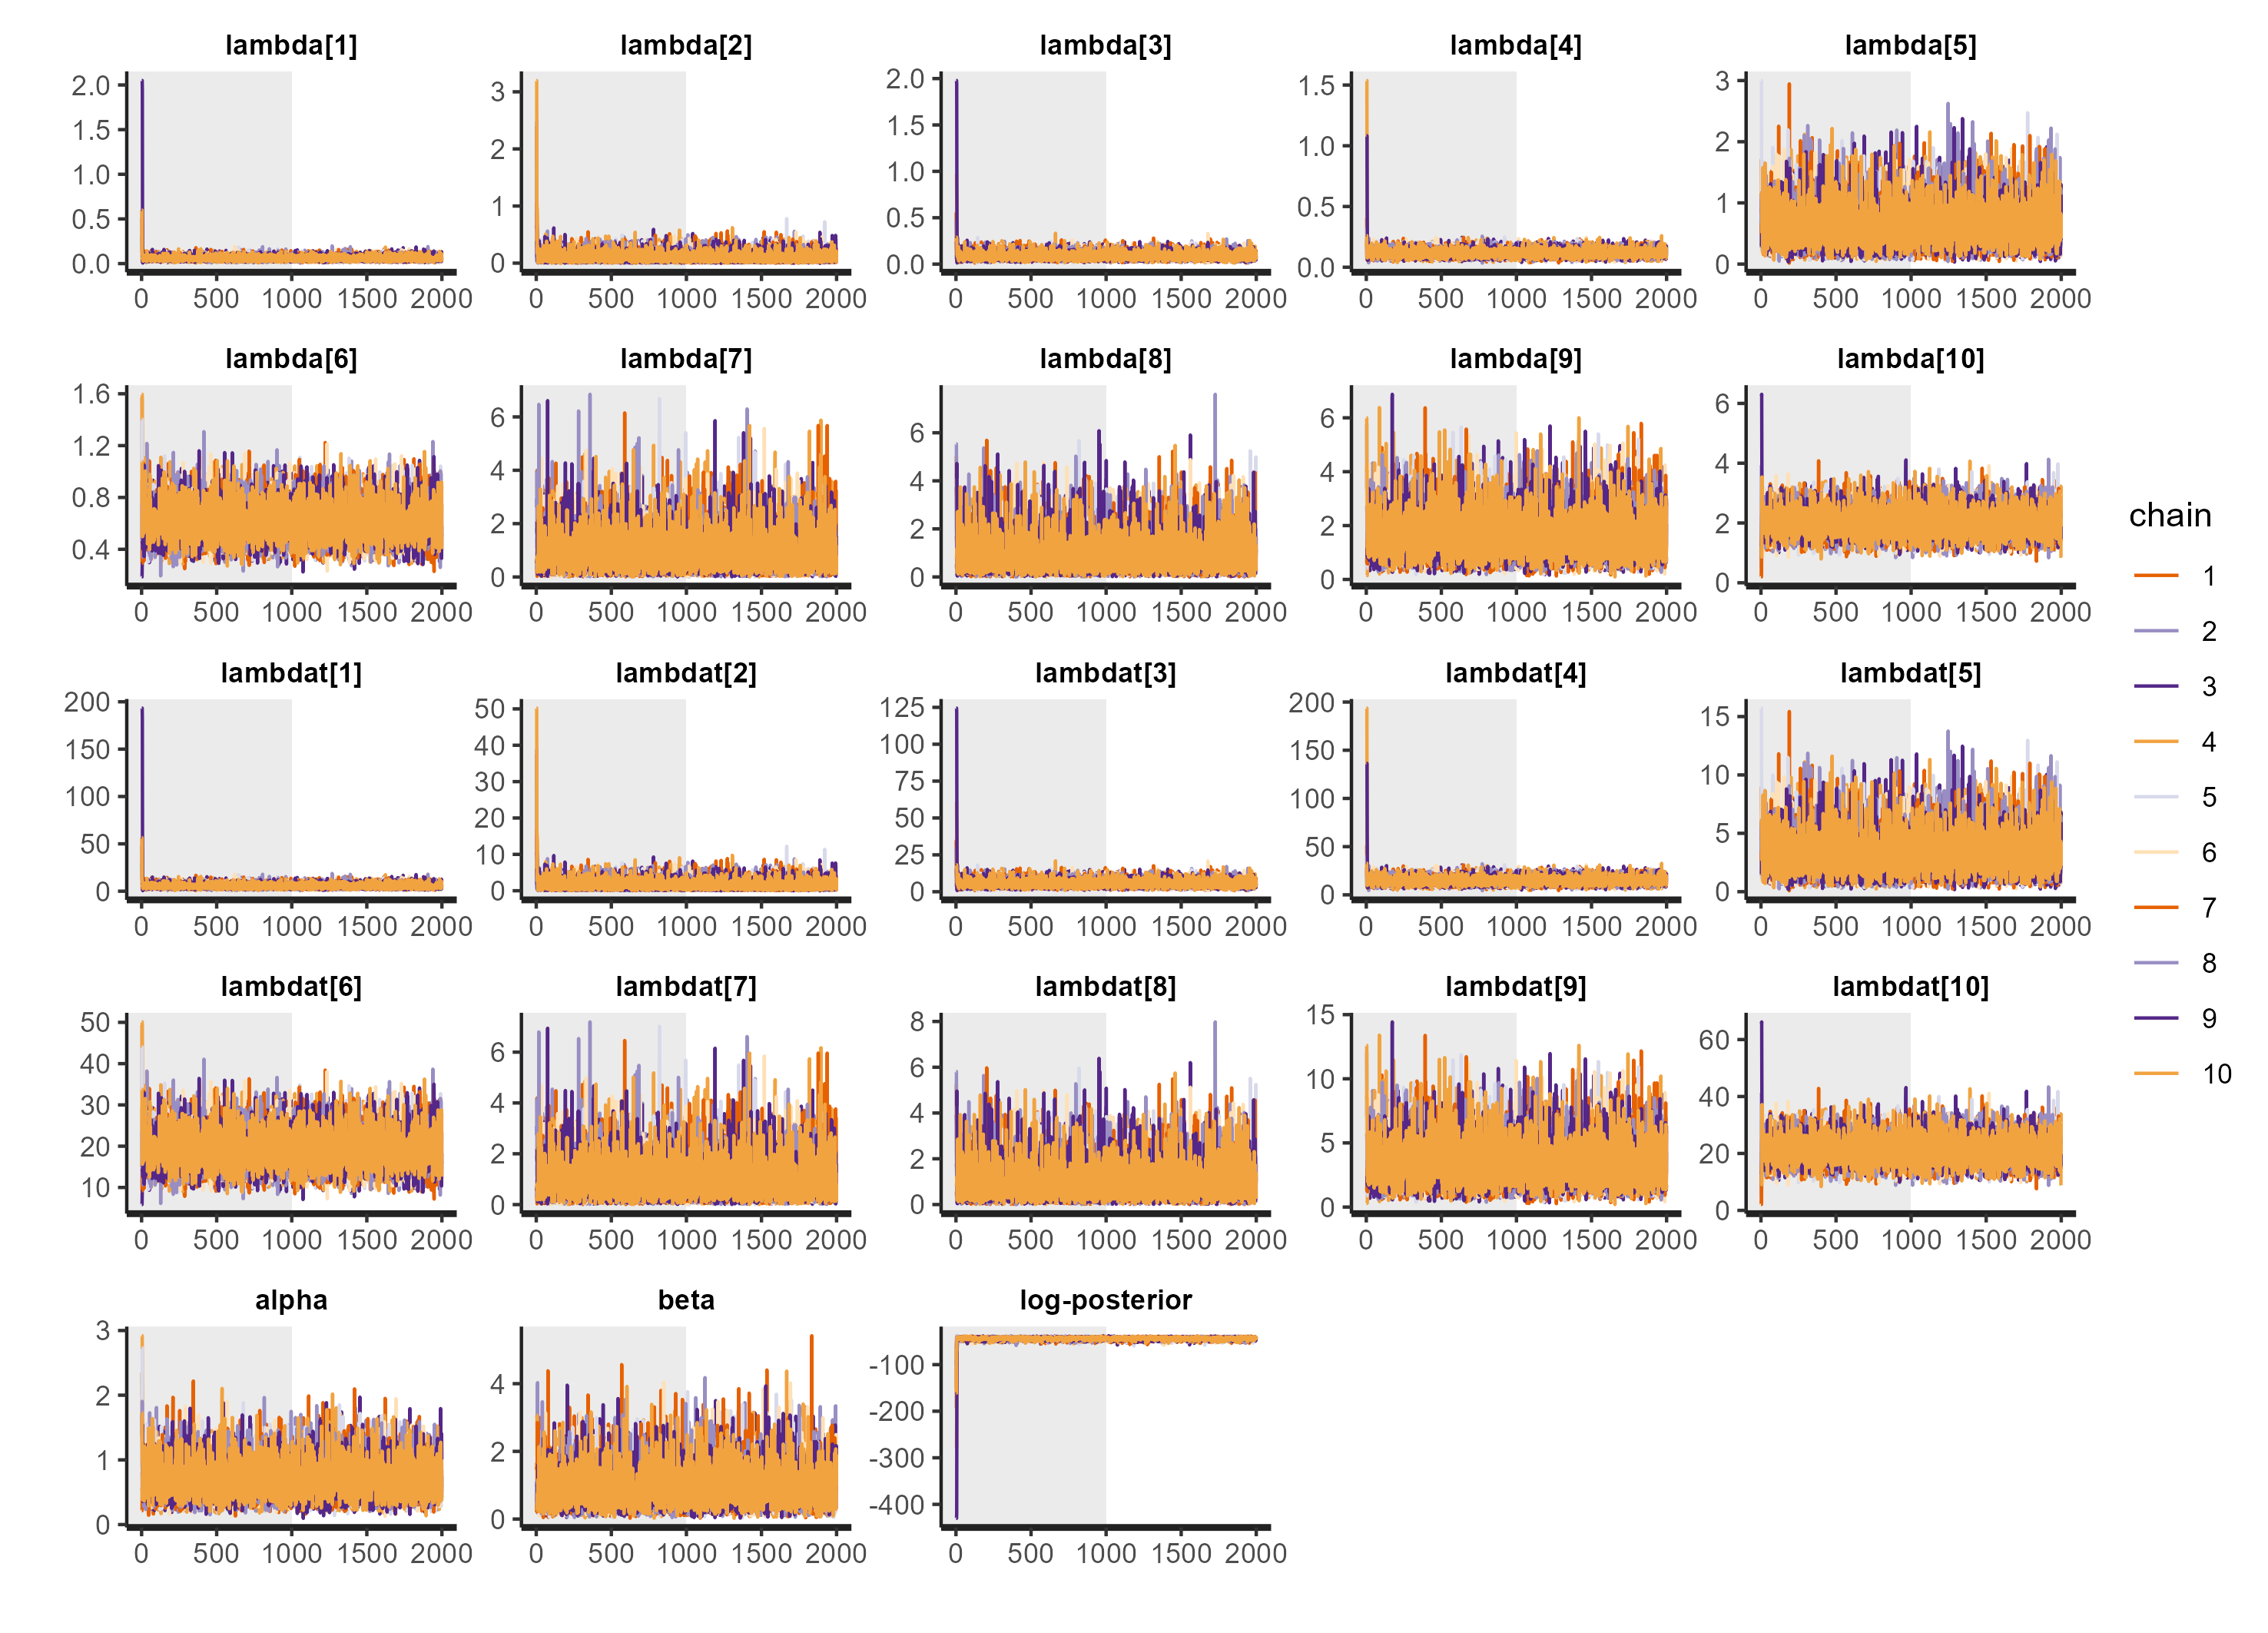 lambda[1] lambda[2] lambda[3] lambda[4] lambda[5]
2.0 1.5 1.0 0.5 0.0
3 2 1 0
2.0 1.5 1.0 0.5 0.0
1.5 1.0 0.5 0.0
3 2 1 0
0 500 1000 1500 2000 0 500 1000 1500 2000 0 500 1000 1500 2000 0 500 1000 1500 2000 0 500 1000 1500 2000
lambda[6] lambda[7] lambda[8] lambda[9] lambda[10]
1.6 1.2 0.8 0.4
6 4 2 0
6 4 2 0
6 4 2 0
6 4 2 0
0 500 1000 1500 2000 0 500 1000 1500 2000 0 500 1000 1500 2000 0 500 1000 1500 2000 0 500 1000 1500 2000
lambdat[1] lambdat[2] lambdat[3] lambdat[4] lambdat[5]
200 150 100 50 0
50 40 30 20 10 0
125 100 75 50 25 0
200 150 100 50 0
15 10 5 0
0 500 1000 1500 2000 0 500 1000 1500 2000 0 500 1000 1500 2000 0 500 1000 1500 2000 0 500 1000 1500 2000
lambdat[6] lambdat[7] lambdat[8] lambdat[9] lambdat[10]
50 40 30 20 10
6 4 2 0
8 6 4 2 0
15 10 5 0
60 40 20 0
0 500 1000 1500 2000 0 500 1000 1500 2000 0 500 1000 1500 2000 0 500 1000 1500 2000 0 500 1000 1500 2000
alpha beta log-posterior
3 2 1 0
4 2 0
-100 -200 -300 -400
0 500 1000 1500 2000 0 500 1000 1500 2000 0 500 1000 1500 2000
chain
1
2
3
4
5
6
7
8
9
10